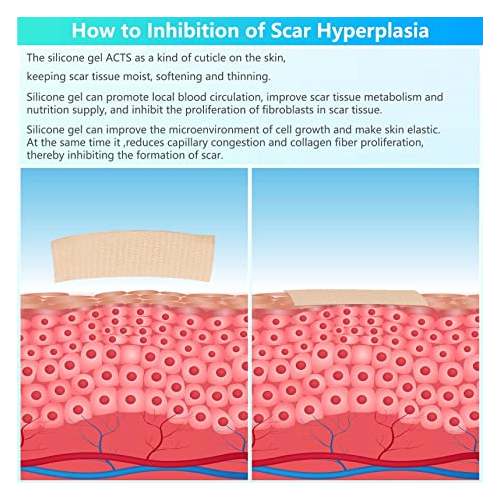 How to Inhibition of Scar Hyperplasia
The silicone gel ACTS as a kind of cuticle on the skin,
keeping scar tissue moist, softening and thinning.
Silicone gel can promote local blood circulation, improve scar tissue metabolism and
nutrition supply, and inhibit the proliferation of fibroblasts in scar tissue.
Silicone gel can improve the microenvironment of cell growth and make skin elastic.
At the same time it ,reduces capillary congestion and collagen fiber proliferation,
thereby inhibiting the formation of scar.